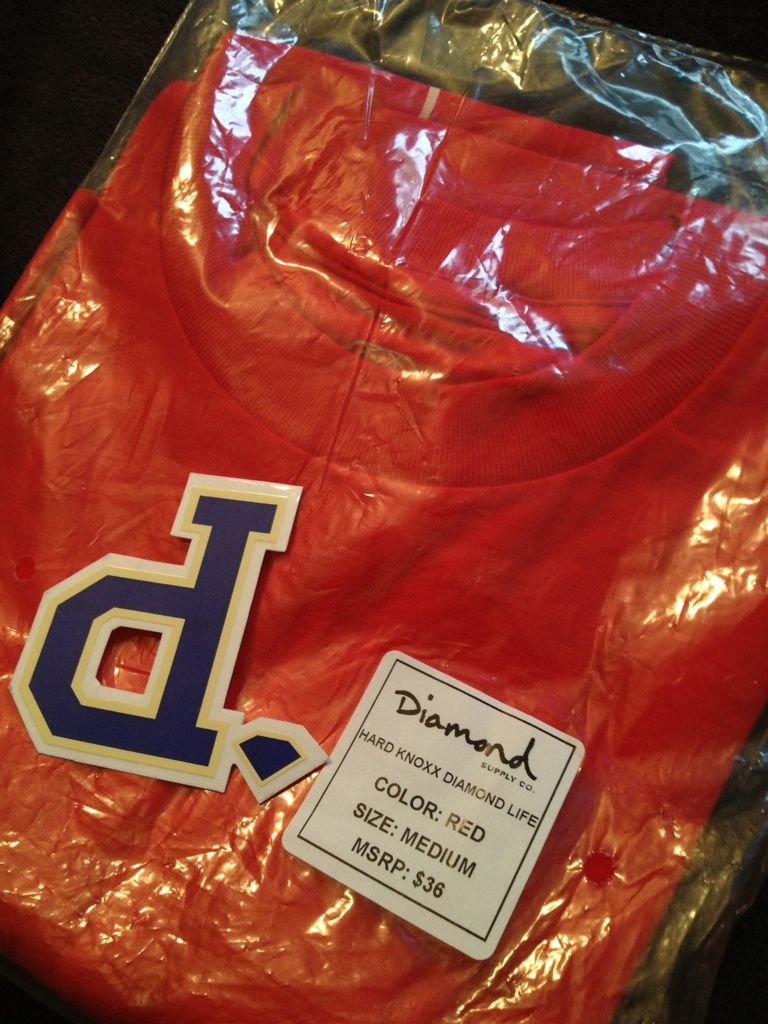 d.
Diamond
SUPPLY CO.
HARD KNOXX DIAMOND LIFE
COLOR: RED
SIZE: MEDIUM
MSRP: $36